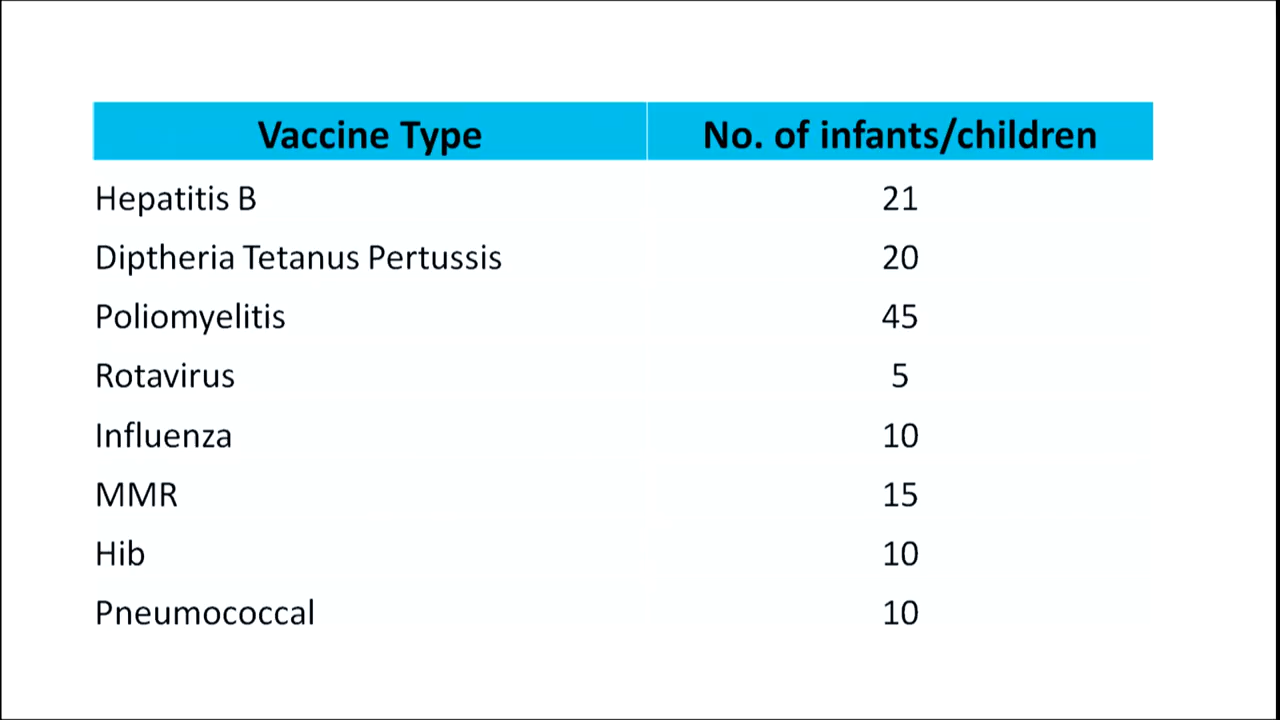 Vaccine Type No. of infants/children
Hepatitis B 21
Diptheria Tetanus Pertussis 20
Poliomyelitis 45
Rotavirus 5
Influenza 10
MMR 15
Hib 10
Pneumococcal 10